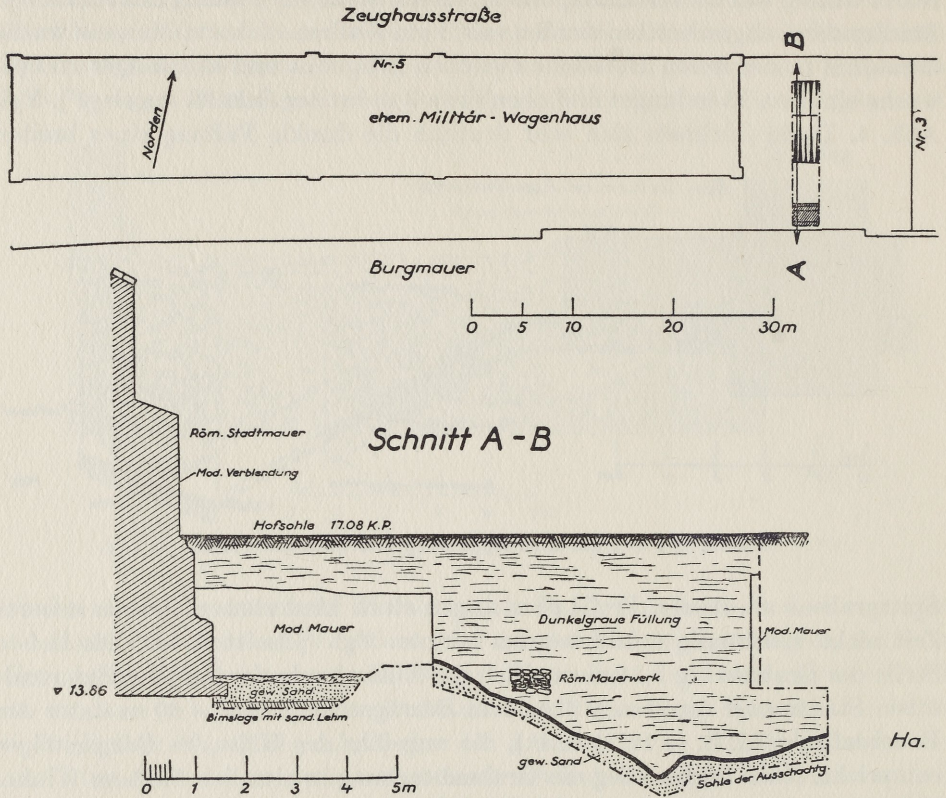 Zeughausstraße
Nr. 5
B
ehem. Militär - Wagenhaus
Norden
Nr. 3
Burgmauer
A
0 5 10 20 30 m
Röm. Stadtmauer
Schnitt A - B
Mod. Verblendung
Hofsohle 17.08 K.P.
Dunkelgraue Füllung
Mod. Mauer
Mod. Mauer
Röm. Mauerwerk
13.86
gew. Sand
Bimslage mit sand. Lehm
gew. Sand
Ha.
Sohle der Ausschachtg.
0 1 2 3 4 5m